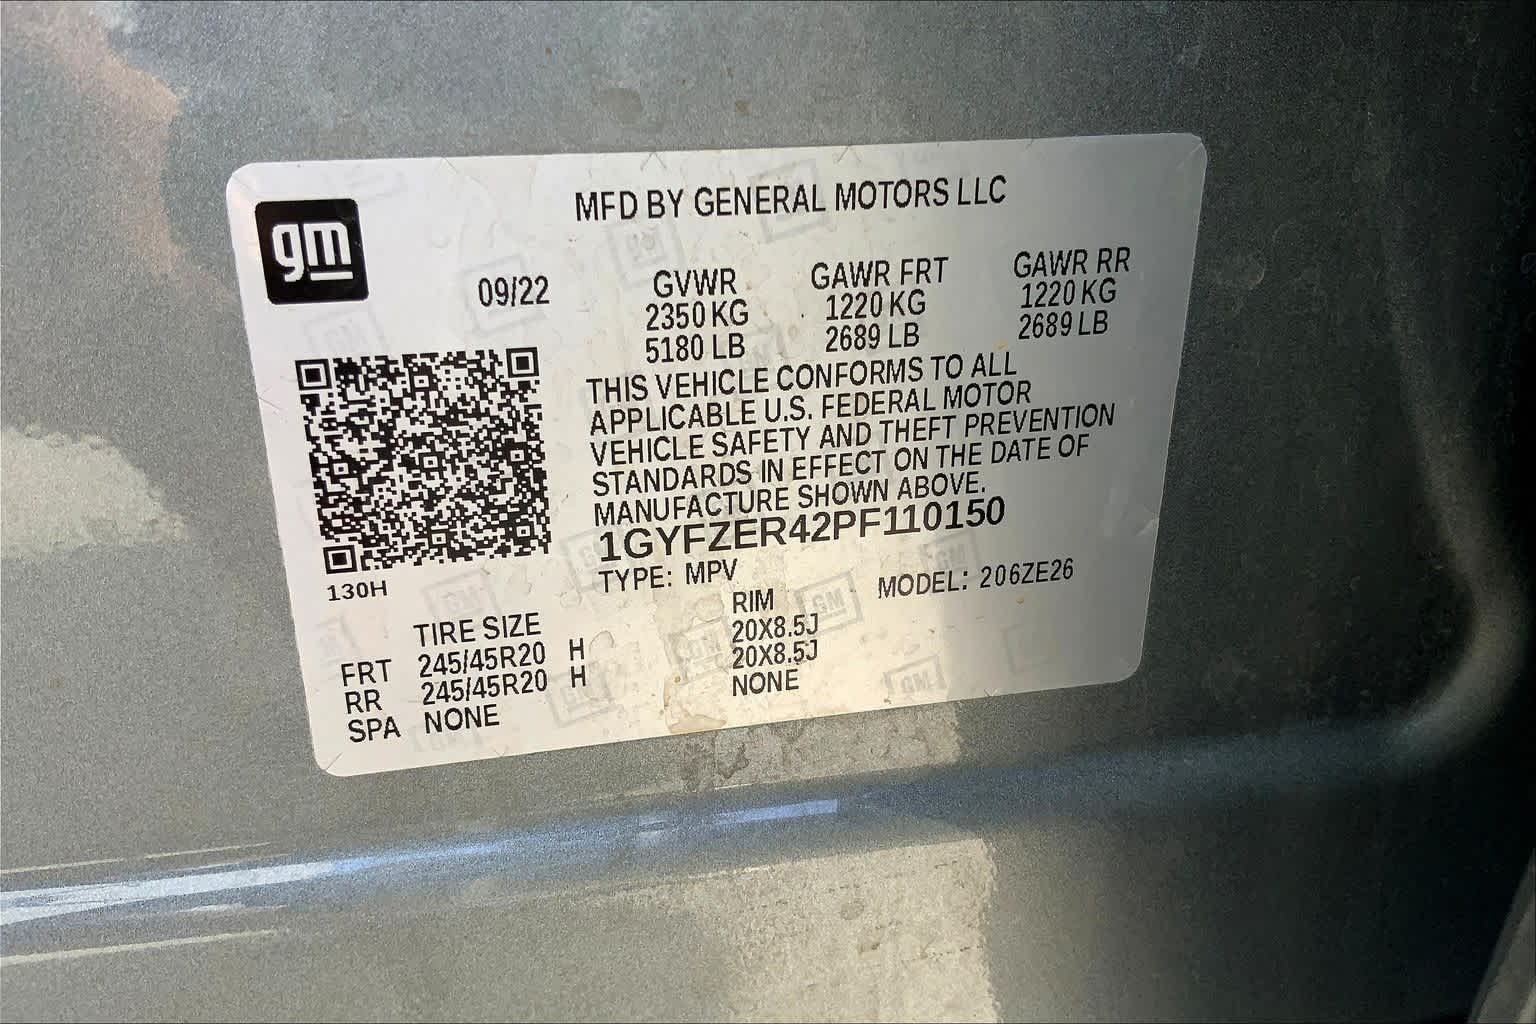 gm
MFD BY GENERAL MOTORS LLC
09/22 GVWR GAWR FRT GAWR RR
2350 KG 1220 KG 1220 KG
5180 LB 2689 LB 2689 LB
THIS VEHICLE CONFORMS TO ALL
APPLICABLE U.S. FEDERAL MOTOR
VEHICLE SAFETY AND THEFT PREVENTION
STANDARDS IN EFFECT ON THE DATE OF
MANUFACTURE SHOWN ABOVE.
1GYFZER42PF110150
130H
TYPE: MPV MODEL: 206ZE26
TIRE SIZE RIM
FRT 245/45R20 H 20X8.5J
RR 245/45R20 H 20X8.5J
SPA NONE NONE